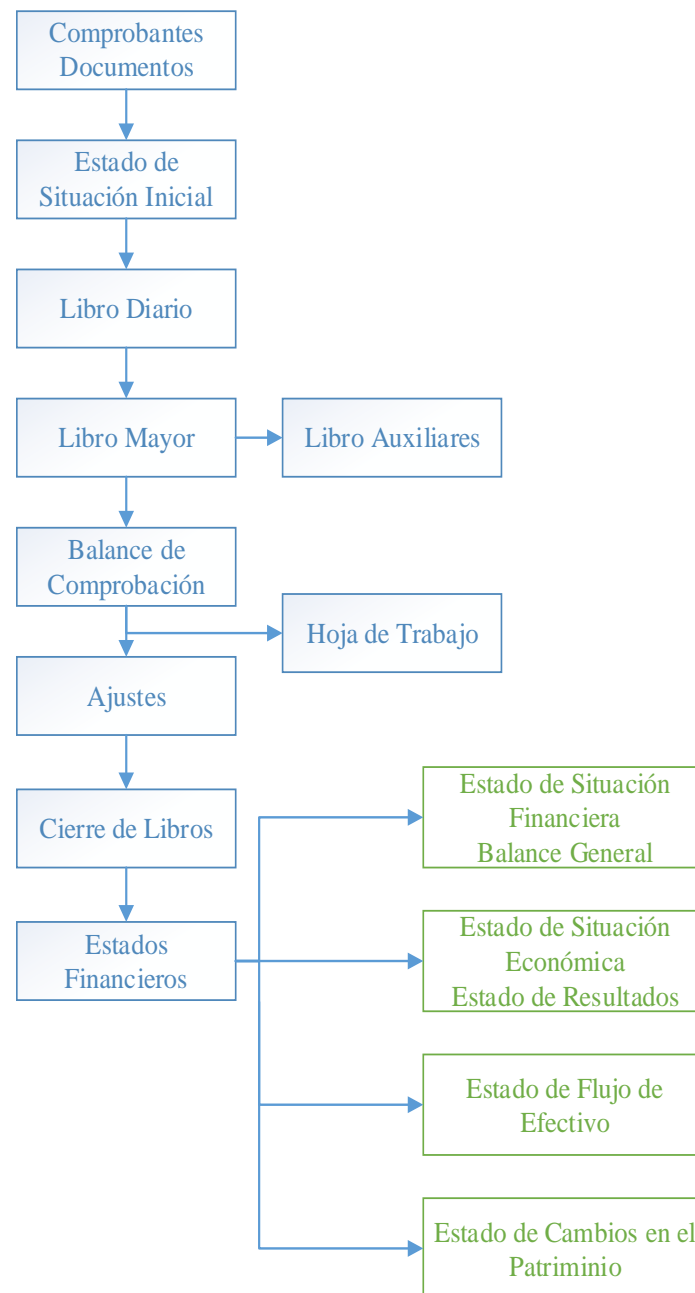 Comprobantes
Documentos
Estado de
Situación Inicial
Libro Diario
Libro Mayor
Libro Auxiliares
Balance de
Comprobación
Hoja de Trabajo
Ajustes
Cierre de Libros
Estados
Financieros
Estado de Situación
Financiera
Balance General
Estado de Situación
Económica
Estado de Resultados
Estado de Flujo de
Efectivo
Estado de Cambios en el
Patriminio